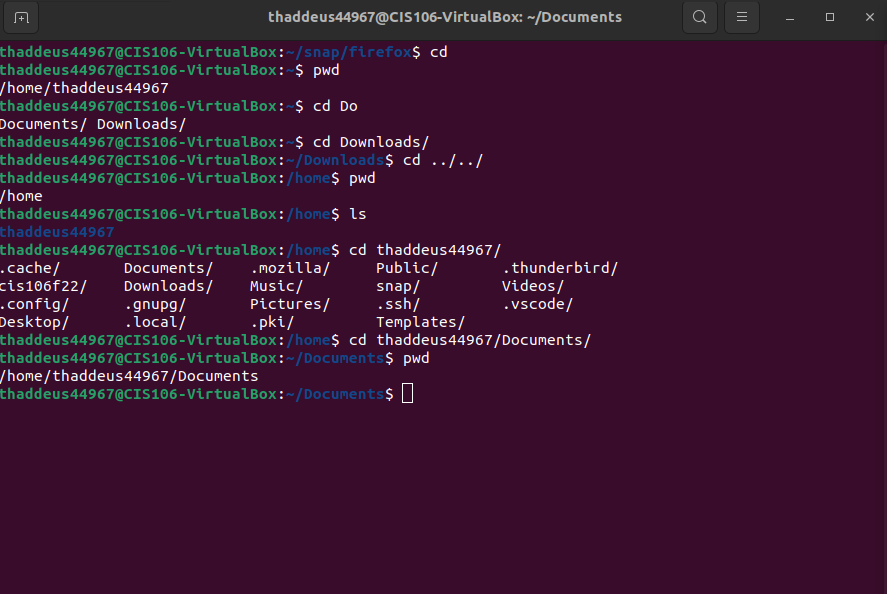 thaddeus44967@CIS106-VirtualBox: ~/Documents
thaddeus44967@CIS106-VirtualBox:~/snap/firefox$ cd
thaddeus44967@CIS106-VirtualBox:~$ pwd
/home/thaddeus44967
thaddeus44967@CIS106-VirtualBox:~$ cd Do
Documents/ Downloads/
thaddeus44967@CIS106-VirtualBox:~$ cd Downloads/
thaddeus44967@CIS106-VirtualBox:~/Downloads$ cd ../../
thaddeus44967@CIS106-VirtualBox:/home$ pwd
/home
thaddeus44967@CIS106-VirtualBox:/home$ ls
thaddeus44967
thaddeus44967@CIS106-VirtualBox:/home$ cd thaddeus44967/
.cache/ Documents/ .mozilla/ Public/ .thunderbird/
cis106f22/ Downloads/ Music/ snap/ Videos/
.config/ .gnupg/ Pictures/ .ssh/ .vscode/
Desktop/ .local/ .pki/ Templates/
thaddeus44967@CIS106-VirtualBox:/home$ cd thaddeus44967/Documents/
thaddeus44967@CIS106-VirtualBox:~/Documents$ pwd
/home/thaddeus44967/Documents
thaddeus44967@CIS106-VirtualBox:~/Documents$